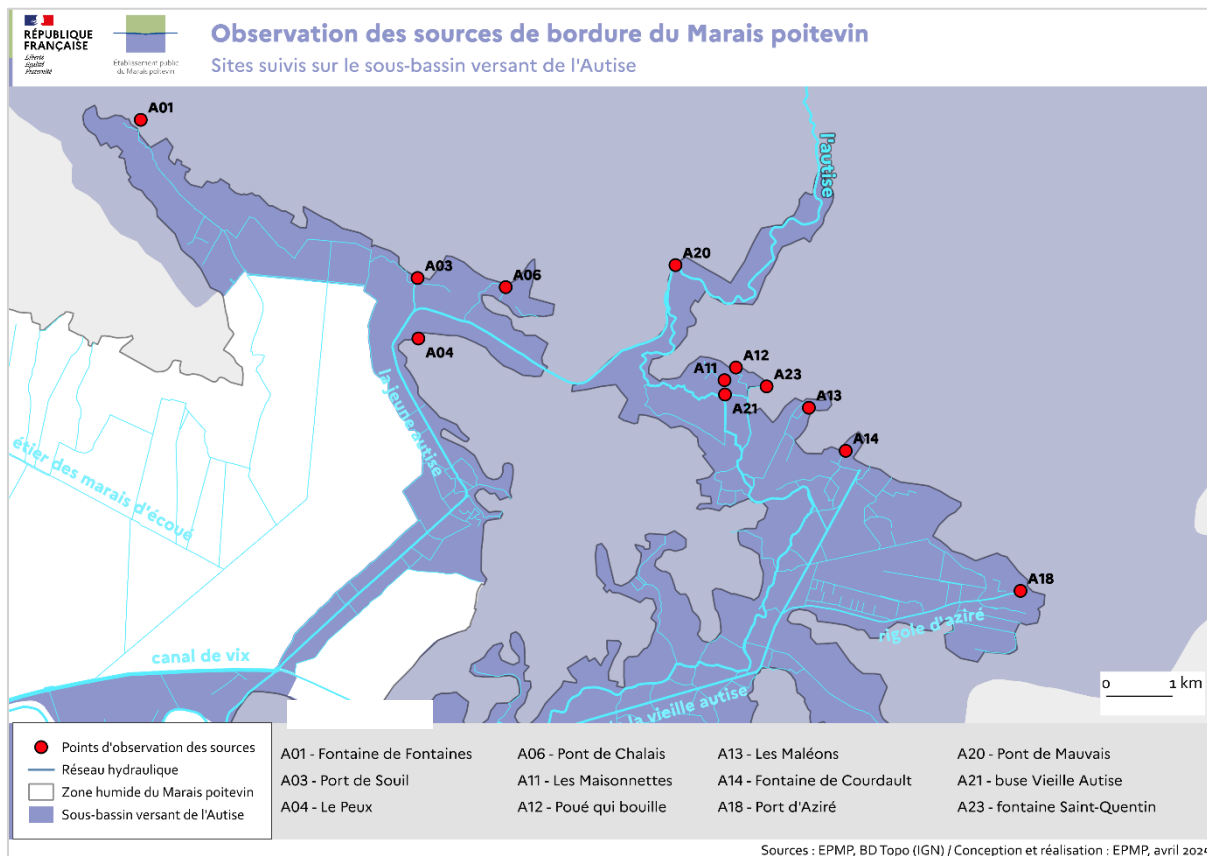 RÉPUBLIQUE
FRANÇAISE
Liberté
Égalité
Fraternité
Établissement public
du Marais poitevin
Observation des sources de bordure du Marais poitevin
Sites suivis sur le sous-bassin versant de l'Autise
A01
l'autise
A20
A03
A06
A04
A12
A11
A23
A21
A13
la jeune autise
A14
étier des marais d'écoué
A18
rigole d'aziré
canal de vix
la vieille autise
0 1 km
Points d'observation des sources
Réseau hydraulique
Zone humide du Marais poitevin
Sous-bassin versant de l'Autise
A01 - Fontaine de Fontaines
A03 - Port de Souil
A04 - Le Peux
A06 - Pont de Chalais
A11 - Les Maisonnettes
A12 - Poué qui bouille
A13 - Les Maléons
A14 - Fontaine de Courdault
A18 - Port d'Aziré
A20 - Pont de Mauvais
A21 - buse Vieille Autise
A23 - fontaine Saint-Quentin
Sources : EPMP, BD Topo (IGN) / Conception et réalisation : EPMP, avril